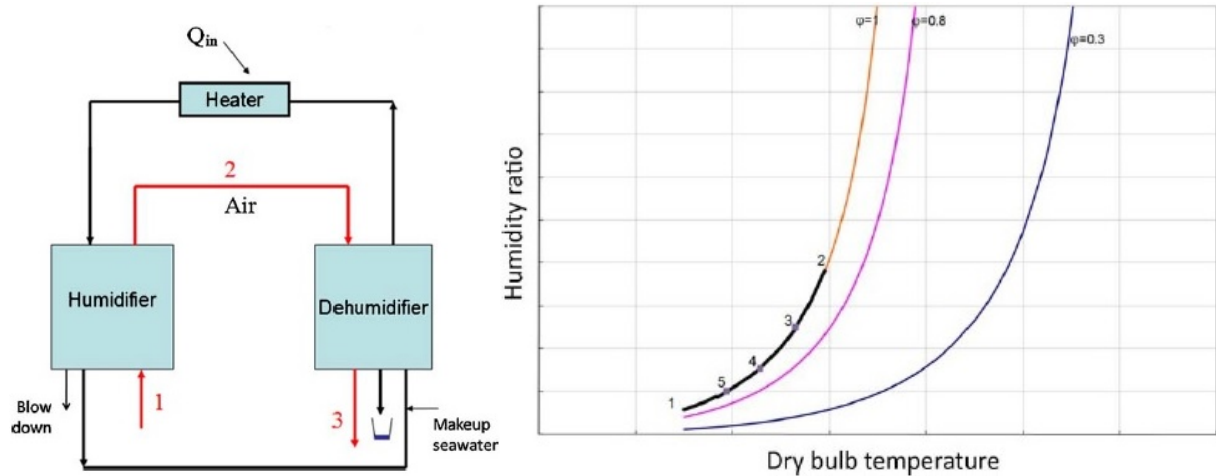 Qin
Heater
2
Air
Humidifier
Dehumidifier
1
3
Blow
down
Makeup
seawater
φ=1
φ=0.8
φ=0.3
2
3
4
5
1
Humidity ratio
Dry bulb temperature